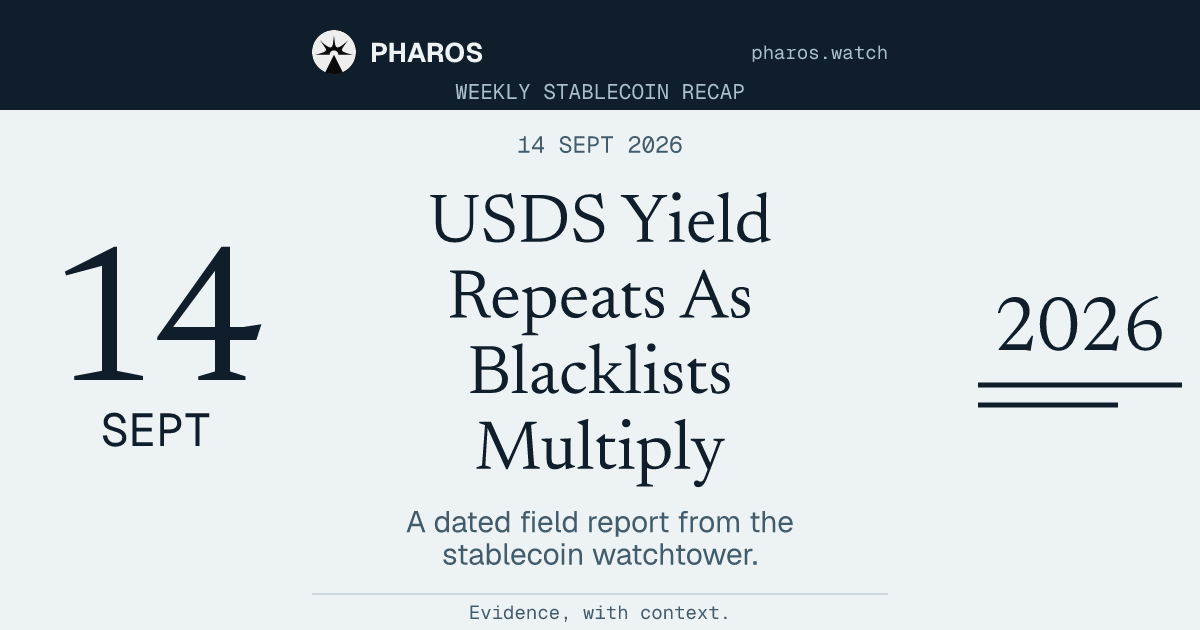 PHAROS
pharos.watch
WEEKLY STABLECOIN RECAP
14 SEPT 2026
USDS Yield
Repeats As
Blacklists
Multiply
14
SEPT
2026
A dated field report from the
stablecoin watchtower.
Evidence, with context.